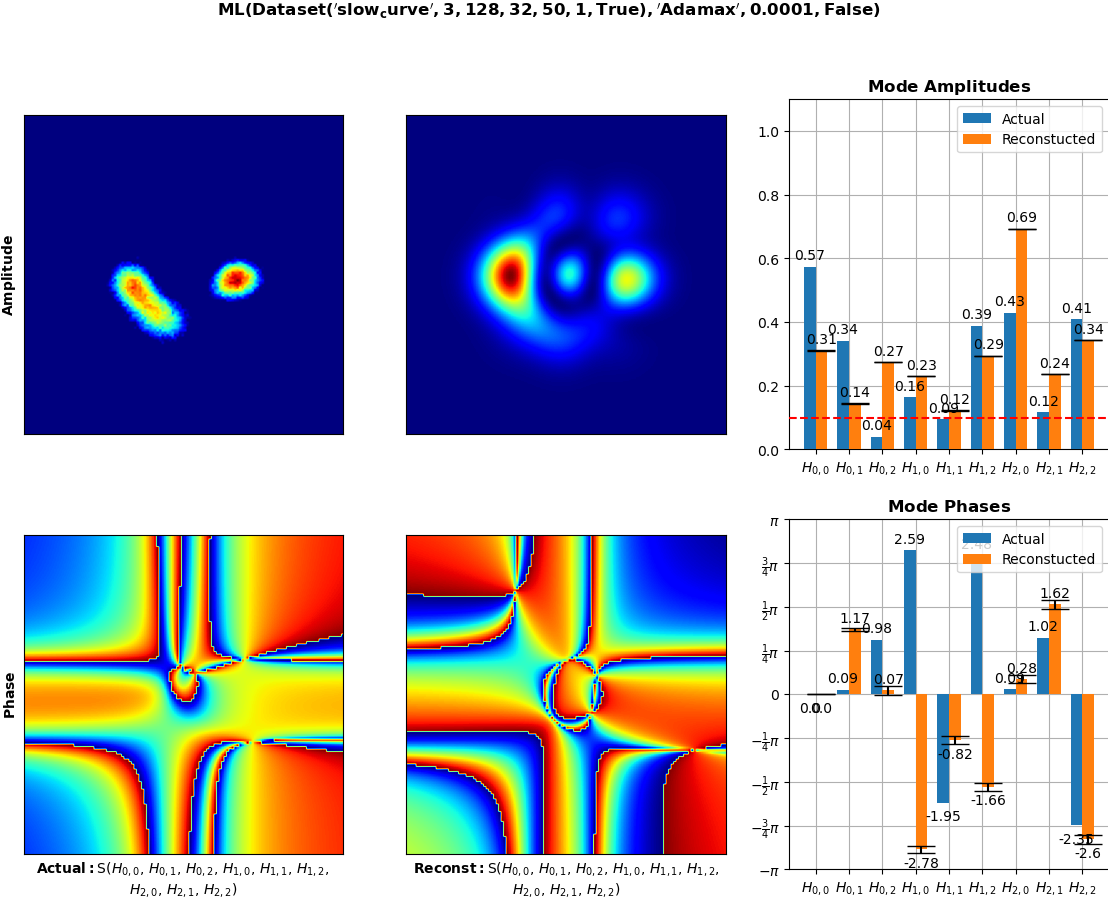 ML(Dataset('slow_curve', 3, 128, 32, 50, 1, True), 'Adamax', 0.0001, False)
Amplitude
Mode Amplitudes
Actual
Reconstucted
1.0
0.8
0.6
0.4
0.2
0.0
0.57
0.31
0.34
0.14
0.04
0.27
0.16
0.23
0.09
0.12
0.39
0.29
0.43
0.69
0.12
0.24
0.41
0.34
H0,0 H0,1 H0,2 H1,0 H1,1 H1,2 H2,0 H2,1 H2,2
Phase
Actual: S(H0,0, H0,1, H0,2, H1,0, H1,1, H1,2,
H2,0, H2,1, H2,2)
Reconst: S(H0,0, H0,1, H0,2, H1,0, H1,1, H1,2,
H2,0, H2,1, H2,2)
Mode Phases
Actual
Reconstucted
π
3/4π
1/2π
1/4π
0
−1/4π
−1/2π
−3/4π
−π
0.0
0.0
0.09
1.17
0.98
0.07
2.59
-2.78
-1.95
-0.82
2.48
-1.66
0.09
0.28
1.02
1.62
-2.6
H0,0 H0,1 H0,2 H1,0 H1,1 H1,2 H2,0 H2,1 H2,2